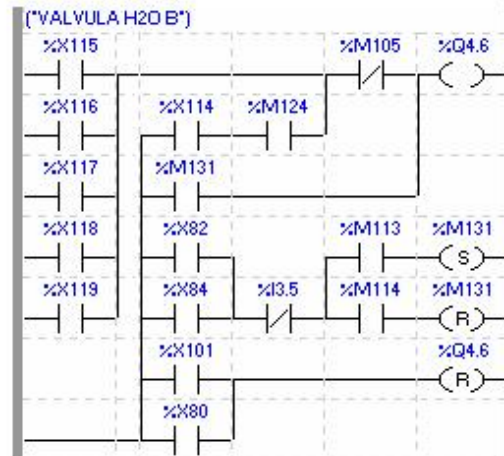 ("VALVULA H2O B")
%X115 %M105 %Q4.6
%X116 %X114 %M124
%X117 %M131
%X118 %X82 %M113 %M131
S
%X119 %X84 %I3.5 %M114 %M131
R
%X101 %Q4.6
R
%X80